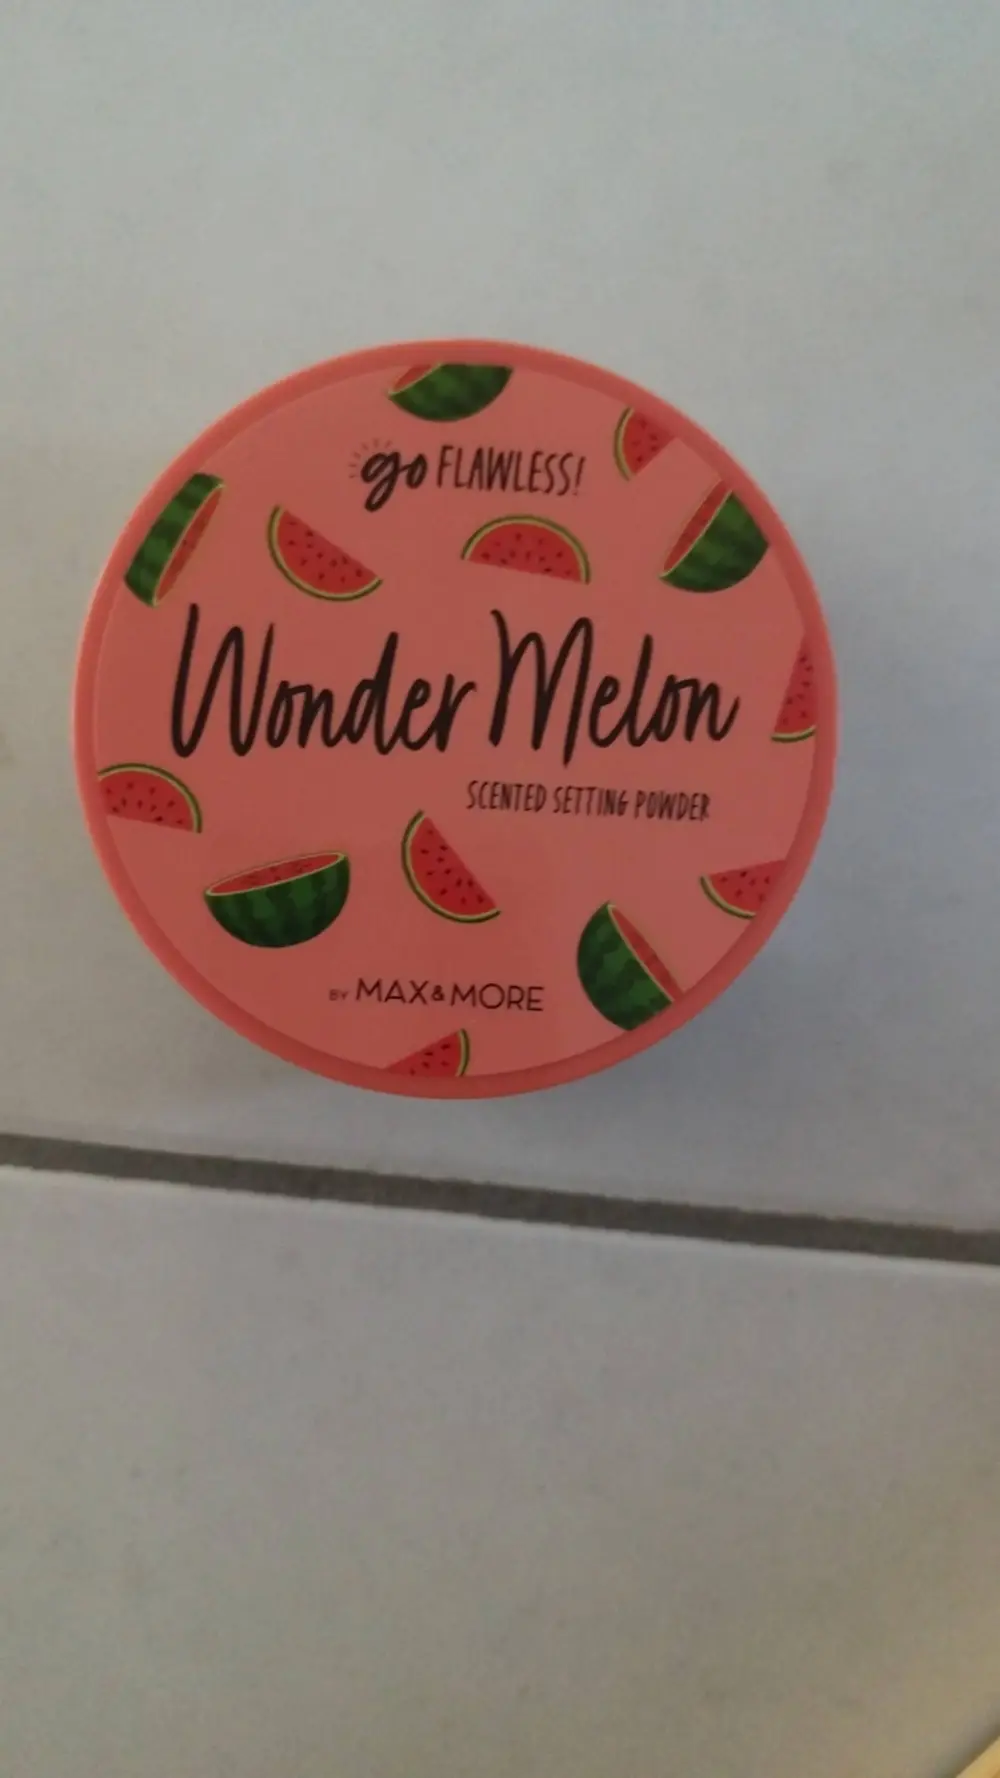 go FLAWLESS!
Wonder Melon
SCENTED SETTING POWDER
BY MAX&MORE